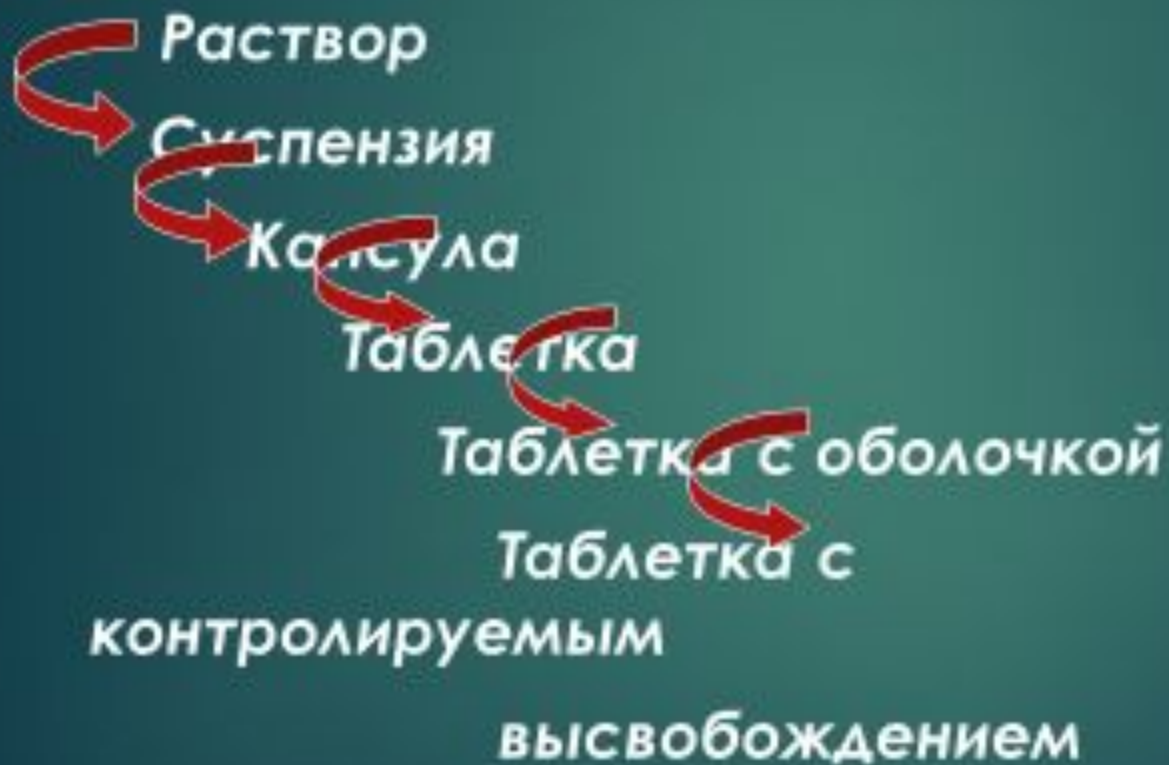 Раствор
Суспензия
Капсула
Таблетка
Таблетка с оболочкой
Таблетка с
контролируемым
высвобождением